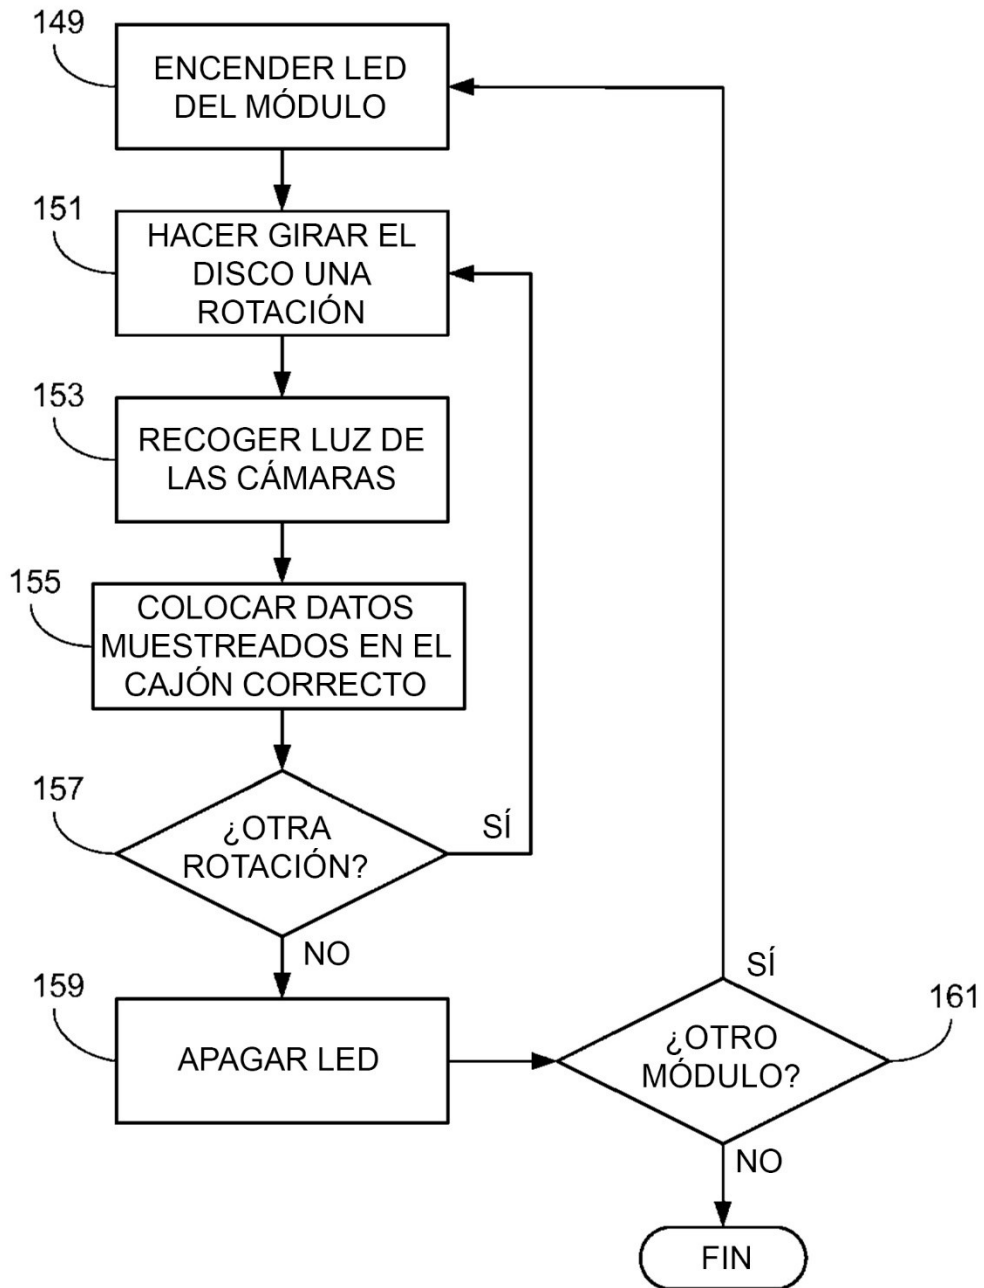 149
ENCENDER LED
DEL MÓDULO
151
HACER GIRAR EL
DISCO UNA
ROTACIÓN
153
RECOGER LUZ DE
LAS CÁMARAS
155
COLOCAR DATOS
MUESTREADOS EN EL
CAJÓN CORRECTO
157
¿OTRA
ROTACIÓN?
SÍ
NO
159
APAGAR LED
SÍ
161
¿OTRO
MÓDULO?
NO
FIN